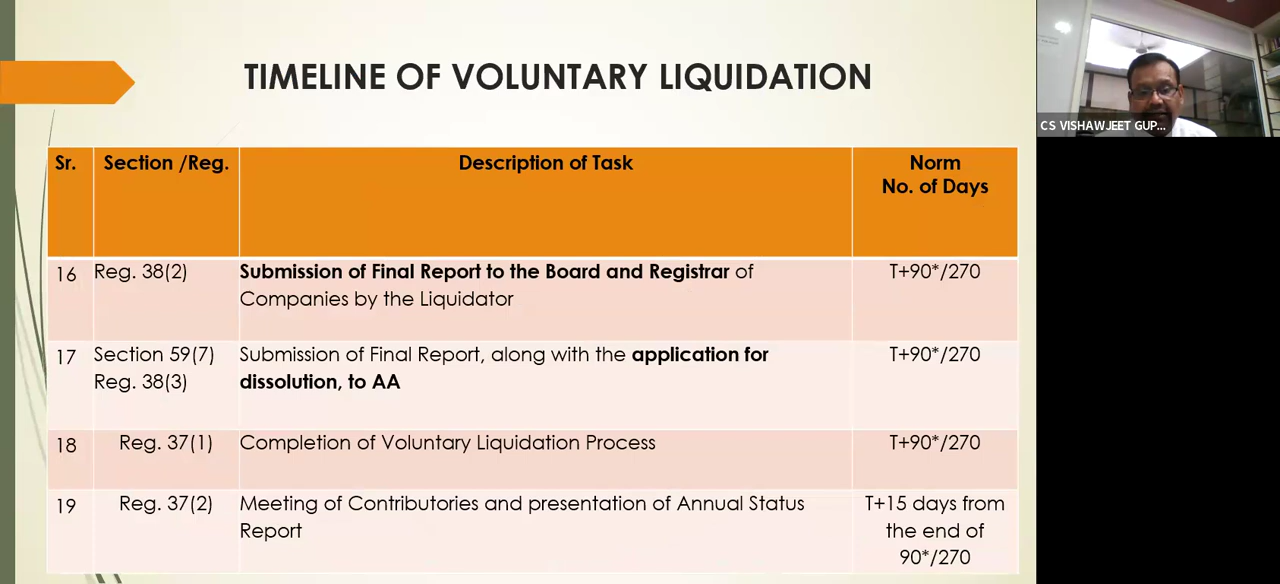 TIMELINE OF VOLUNTARY LIQUIDATION
CS VISHAWJEET GUP...
Sr. Section /Reg. Description of Task Norm
No. of Days
16 Reg. 38(2) Submission of Final Report to the Board and Registrar of T+90*/270
Companies by the Liquidator
17 Section 59(7) Submission of Final Report, along with the application for T+90*/270
Reg. 38(3) dissolution, to AA
18 Reg. 37(1) Completion of Voluntary Liquidation Process T+90*/270
19 Reg. 37(2) Meeting of Contributories and presentation of Annual Status T+15 days from
Report the end of
90*/270